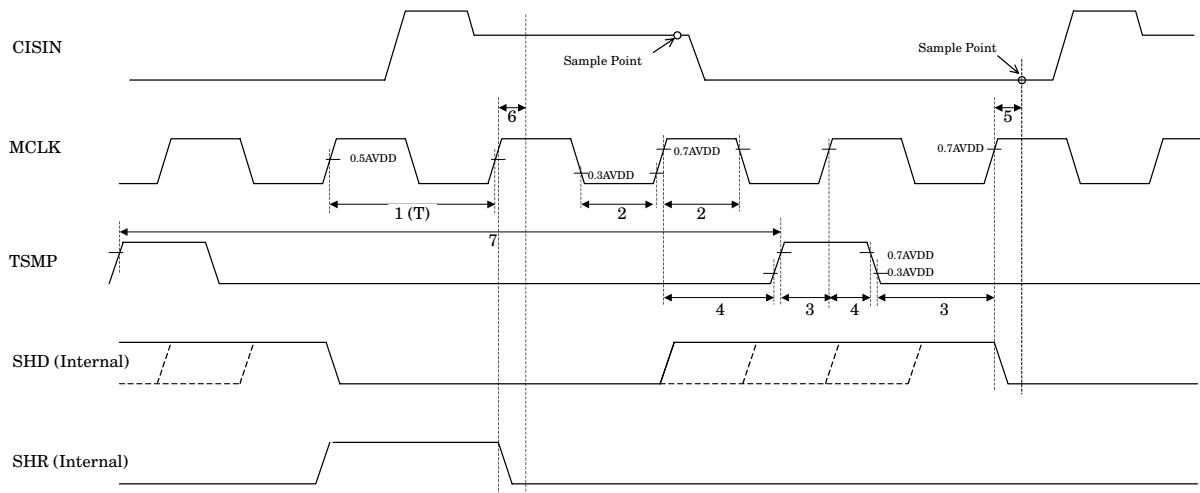 CISIN
Sample Point
Sample Point
6
5
MCLK
0.5AVDD
0.3AVDD
0.7AVDD
0.7AVDD
1 (T)
2
2
7
TSMP
0.7AVDD
0.3AVDD
4
3
4
3
SHD (Internal)
SHR (Internal)